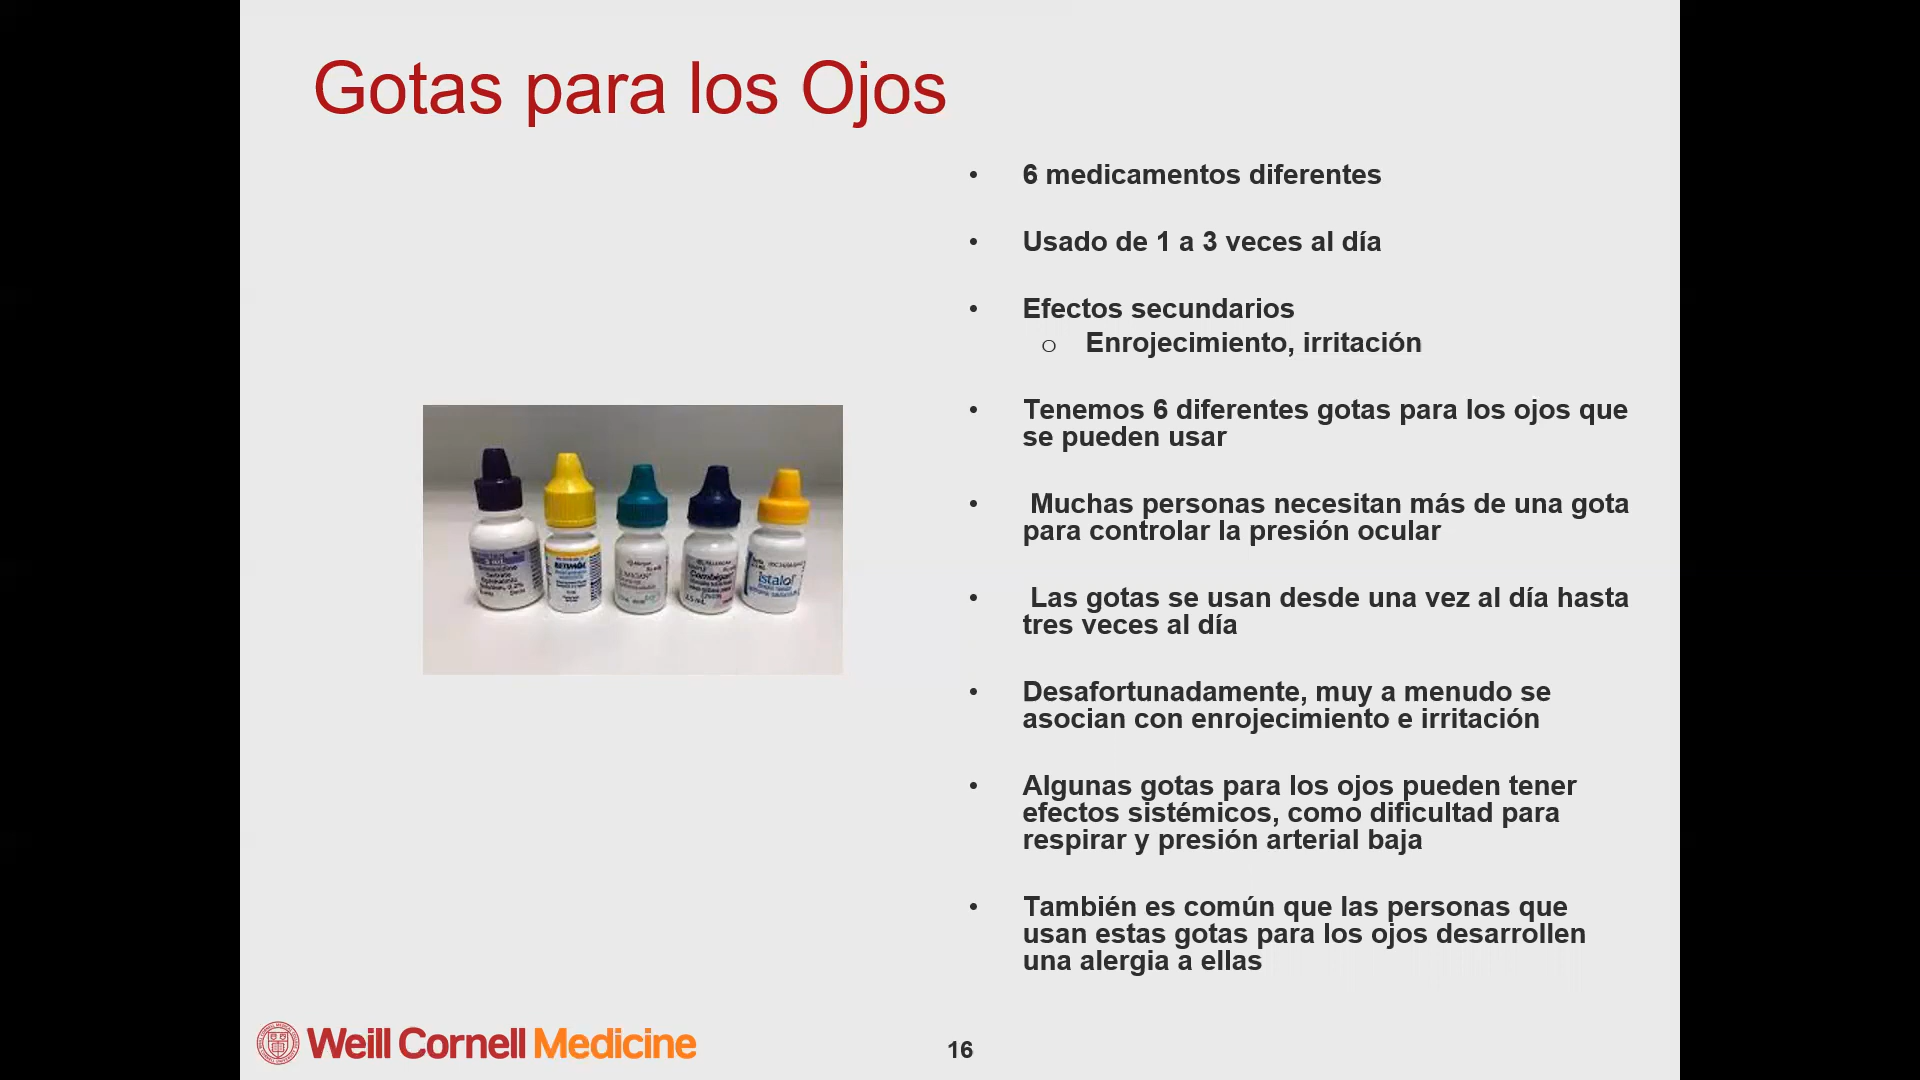 Gotas para los Ojos
• 6 medicamentos diferentes
• Usado de 1 a 3 veces al día
• Efectos secundarios
o Enrojecimiento, irritación
• Tenemos 6 diferentes gotas para los ojos que
se pueden usar
• Muchas personas necesitan más de una gota
para controlar la presión ocular
• Las gotas se usan desde una vez al día hasta
tres veces al día
• Desafortunadamente, muy a menudo se
asocian con enrojecimiento e irritación
• Algunas gotas para los ojos pueden tener
efectos sistémicos, como dificultad para
respirar y presión arterial baja
• También es común que las personas que
usan estas gotas para los ojos desarrollen
una alergia a ellas
Combigan
istalol
2.5 mL
Weill Cornell Medicine
16